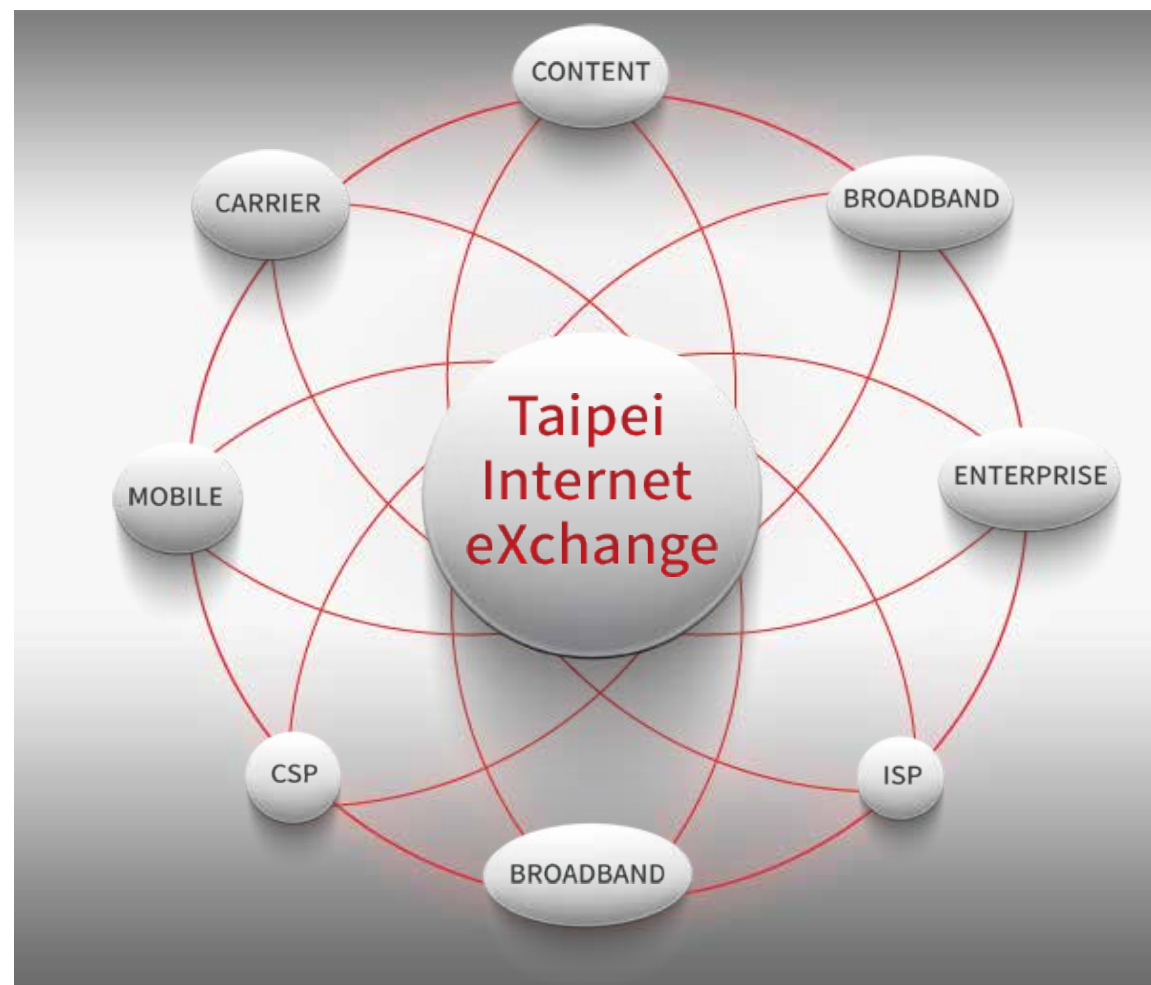 CONTENT
CARRIER
BROADBAND
Taipei
Internet
eXchange
MOBILE
ENTERPRISE
CSP
ISP
BROADBAND